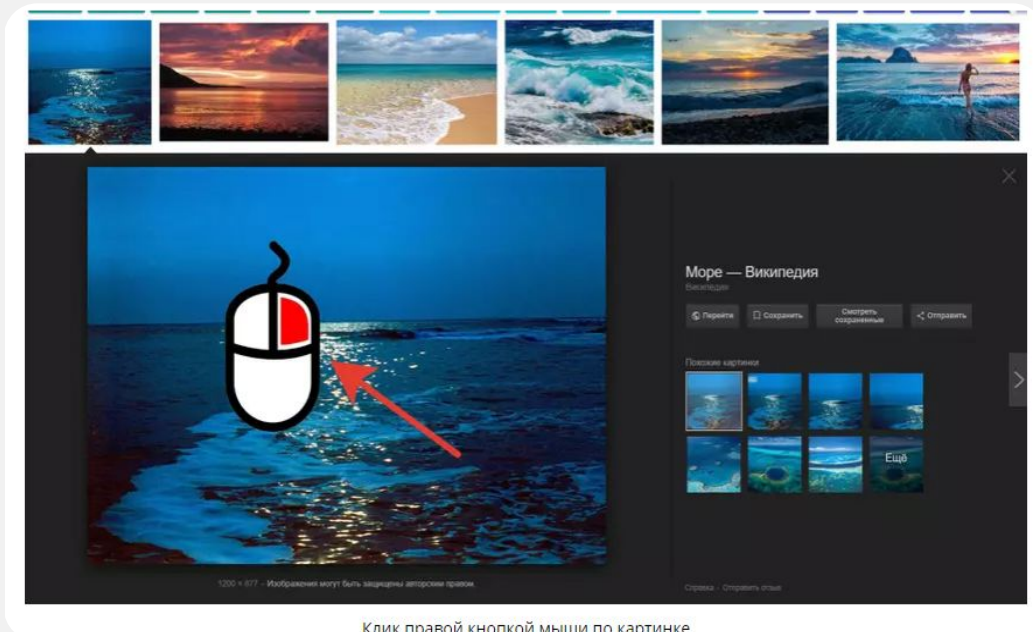 Море — Википедия
Википедия
Перейти
Сохранить
Смотреть
сохраненные
Отправить
Похожие картинки
Ещё
1200 × 877 - Изображения могут быть защищены авторским правом.
Справка - Отправить отзыв
Клик правой кнопкой мыши по картинке